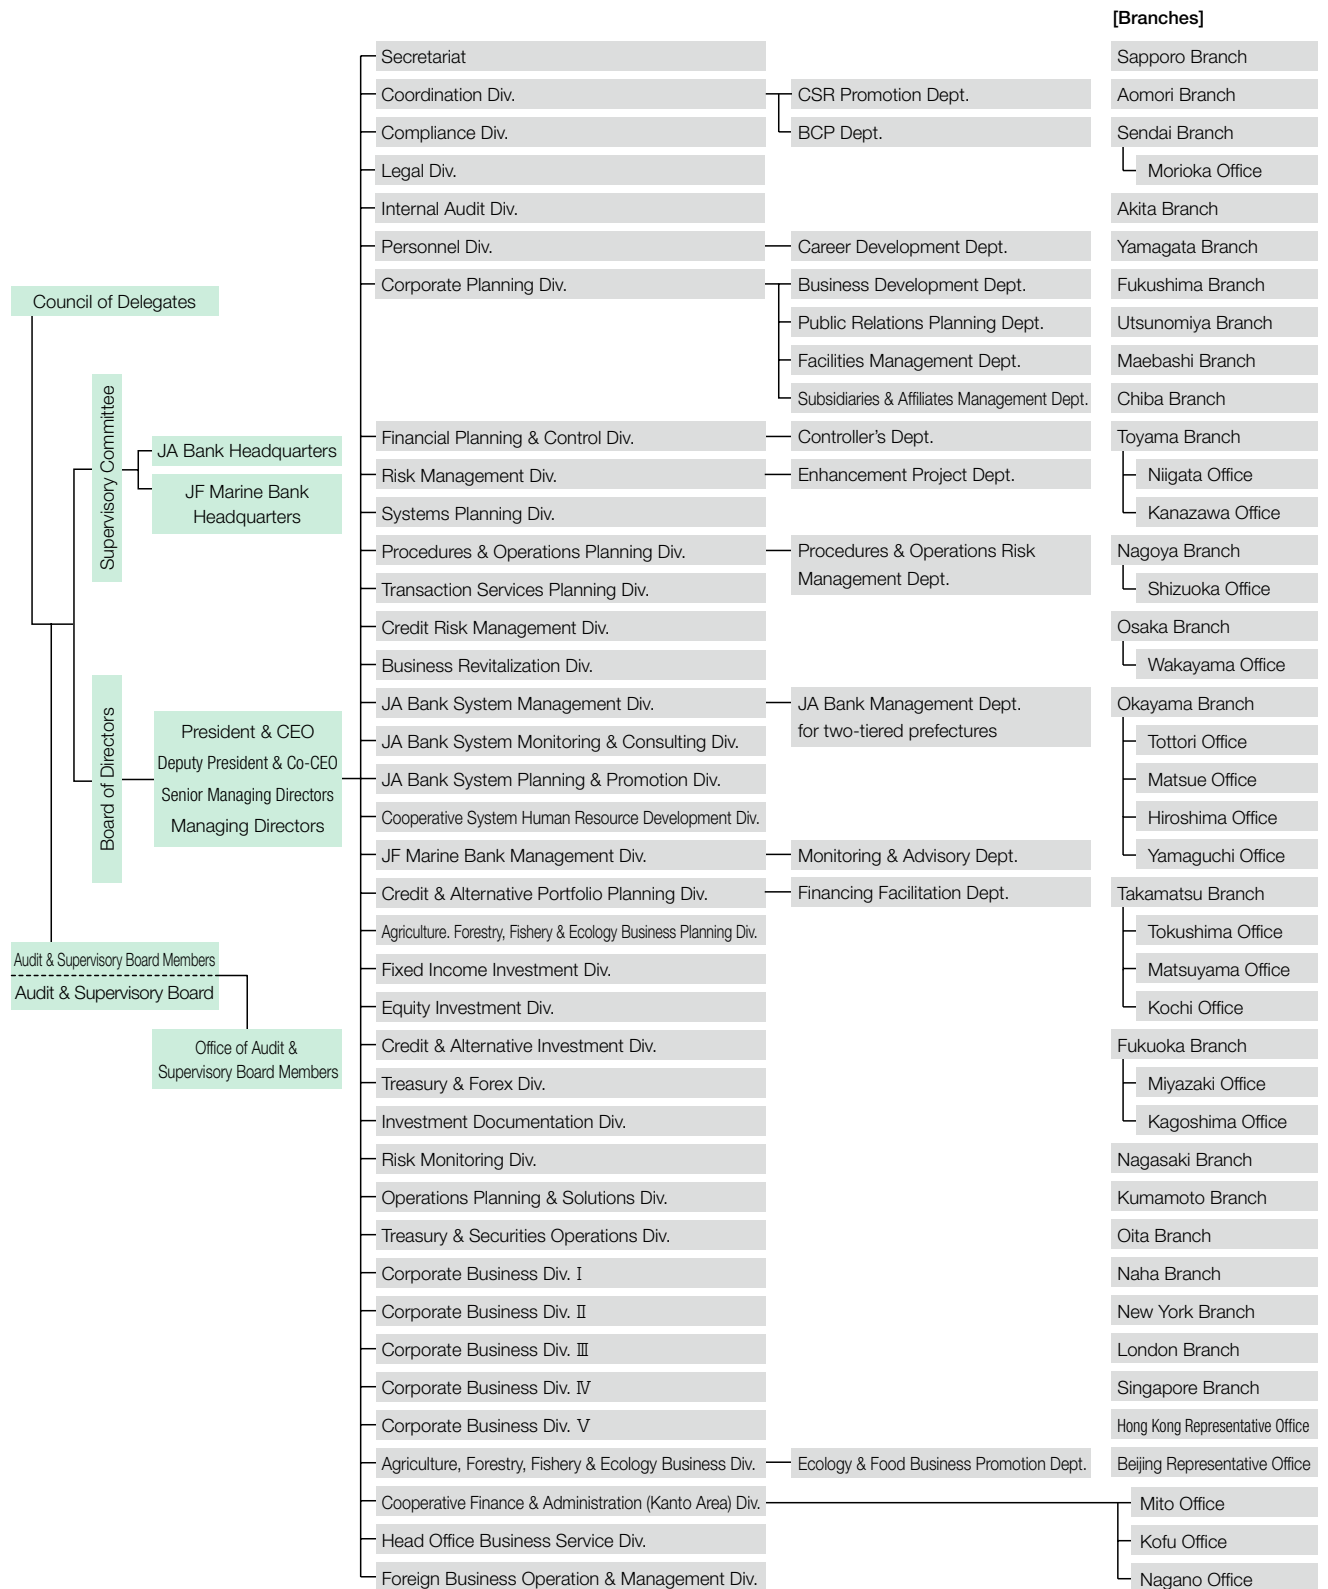 [Branches]
Council of Delegates
Supervisory Committee
JA Bank Headquarters
JF Marine Bank
Headquarters
Board of Directors
President & CEO
Deputy President & Co-CEO
Senior Managing Directors
Managing Directors
Audit & Supervisory Board Members
Audit & Supervisory Board
Office of Audit &
Supervisory Board Members
Secretariat
Coordination Div.
Compliance Div.
Legal Div.
Internal Audit Div.
Personnel Div.
Corporate Planning Div.
Financial Planning & Control Div.
Risk Management Div.
Systems Planning Div.
Procedures & Operations Planning Div.
Transaction Services Planning Div.
Credit Risk Management Div.
Business Revitalization Div.
JA Bank System Management Div.
JA Bank System Monitoring & Consulting Div.
JA Bank System Planning & Promotion Div.
Cooperative System Human Resource Development Div.
JF Marine Bank Management Div.
Credit & Alternative Portfolio Planning Div.
Agriculture. Forestry, Fishery & Ecology Business Planning Div.
Fixed Income Investment Div.
Equity Investment Div.
Credit & Alternative Investment Div.
Treasury & Forex Div.
Investment Documentation Div.
Risk Monitoring Div.
Operations Planning & Solutions Div.
Treasury & Securities Operations Div.
Corporate Business Div. Ⅰ
Corporate Business Div. Ⅱ
Corporate Business Div. Ⅲ
Corporate Business Div. Ⅳ
Corporate Business Div. Ⅴ
Agriculture, Forestry, Fishery & Ecology Business Div.
Cooperative Finance & Administration (Kanto Area) Div.
Head Office Business Service Div.
Foreign Business Operation & Management Div.
CSR Promotion Dept.
BCP Dept.
Career Development Dept.
Business Development Dept.
Public Relations Planning Dept.
Facilities Management Dept.
Subsidiaries & Affiliates Management Dept.
Controller's Dept.
Enhancement Project Dept.
Procedures & Operations Risk
Management Dept.
JA Bank Management Dept.
for two-tiered prefectures
Monitoring & Advisory Dept.
Financing Facilitation Dept.
Ecology & Food Business Promotion Dept.
Sapporo Branch
Aomori Branch
Sendai Branch
Morioka Office
Akita Branch
Yamagata Branch
Fukushima Branch
Utsunomiya Branch
Maebashi Branch
Chiba Branch
Toyama Branch
Niigata Office
Kanazawa Office
Nagoya Branch
Shizuoka Office
Osaka Branch
Wakayama Office
Okayama Branch
Tottori Office
Matsue Office
Hiroshima Office
Yamaguchi Office
Takamatsu Branch
Tokushima Office
Matsuyama Office
Kochi Office
Fukuoka Branch
Miyazaki Office
Kagoshima Office
Nagasaki Branch
Kumamoto Branch
Oita Branch
Naha Branch
New York Branch
London Branch
Singapore Branch
Hong Kong Representative Office
Beijing Representative Office
Mito Office
Kofu Office
Nagano Office